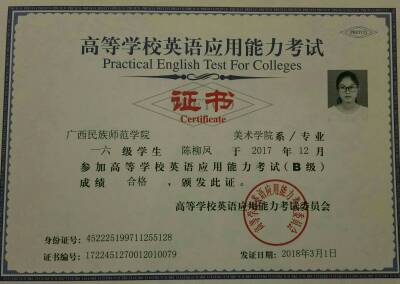 高等学校英语应用能力考试
Practical English Test For Colleges
证书
Certificate
广西民族师范学院 美术学院系/专业
一六级学生 陈柳凤 于 2017 年 12 月
参加高等学校英语应用能力考试(B级)
成绩 合格 ,颁发此证。
高等学校英语应用能力考试委员会
身份证号: 452225199711255128
证书编号: 172245127001201​0079
发证日期: 2018年3月1日